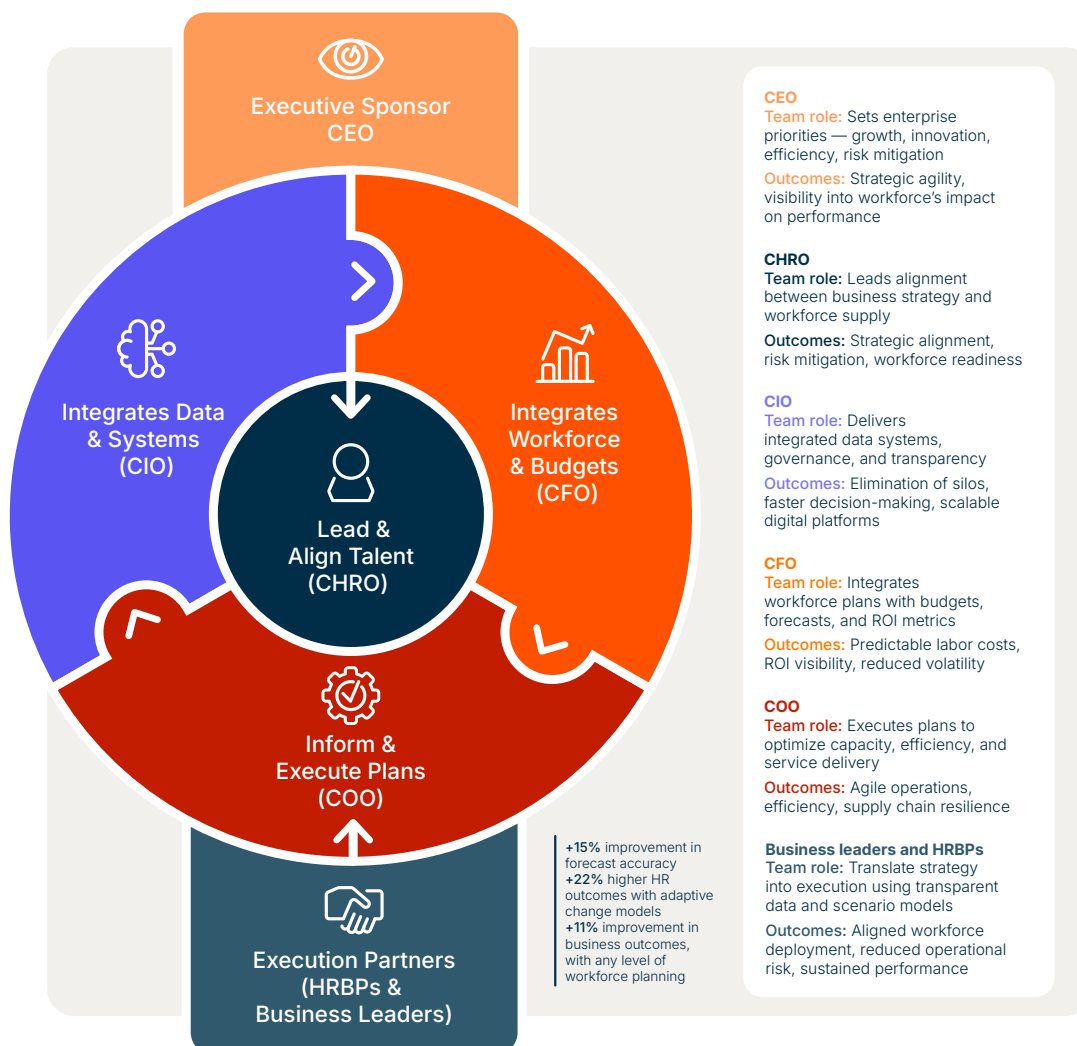 Executive Sponsor
CEO
Integrates Data
& Systems
(CIO)
Integrates
Workforce
& Budgets
(CFO)
Lead &
Align Talent
(CHRO)
Inform &
Execute Plans
(COO)
Execution Partners
(HRBPs &
Business Leaders)
+15% improvement in
forecast accuracy
+22% higher HR
outcomes with adaptive
change models
+11% improvement in
business outcomes,
with any level of
workforce planning
CEO
Team role: Sets enterprise
priorities — growth, innovation,
efficiency, risk mitigation
Outcomes: Strategic agility,
visibility into workforce’s impact
on performance
CHRO
Team role: Leads alignment
between business strategy and
workforce supply
Outcomes: Strategic alignment,
risk mitigation, workforce readiness
CIO
Team role: Delivers
integrated data systems,
governance, and transparency
Outcomes: Elimination of silos,
faster decision-making, scalable
digital platforms
CFO
Team role: Integrates
workforce plans with budgets,
forecasts, and ROI metrics
Outcomes: Predictable labor costs,
ROI visibility, reduced volatility
COO
Team role: Executes plans to
optimize capacity, efficiency, and
service delivery
Outcomes: Agile operations,
efficiency, supply chain resilience
Business leaders and HRBPs
Team role: Translate strategy
into execution using transparent
data and scenario models
Outcomes: Aligned workforce
deployment, reduced operational
risk, sustained performance